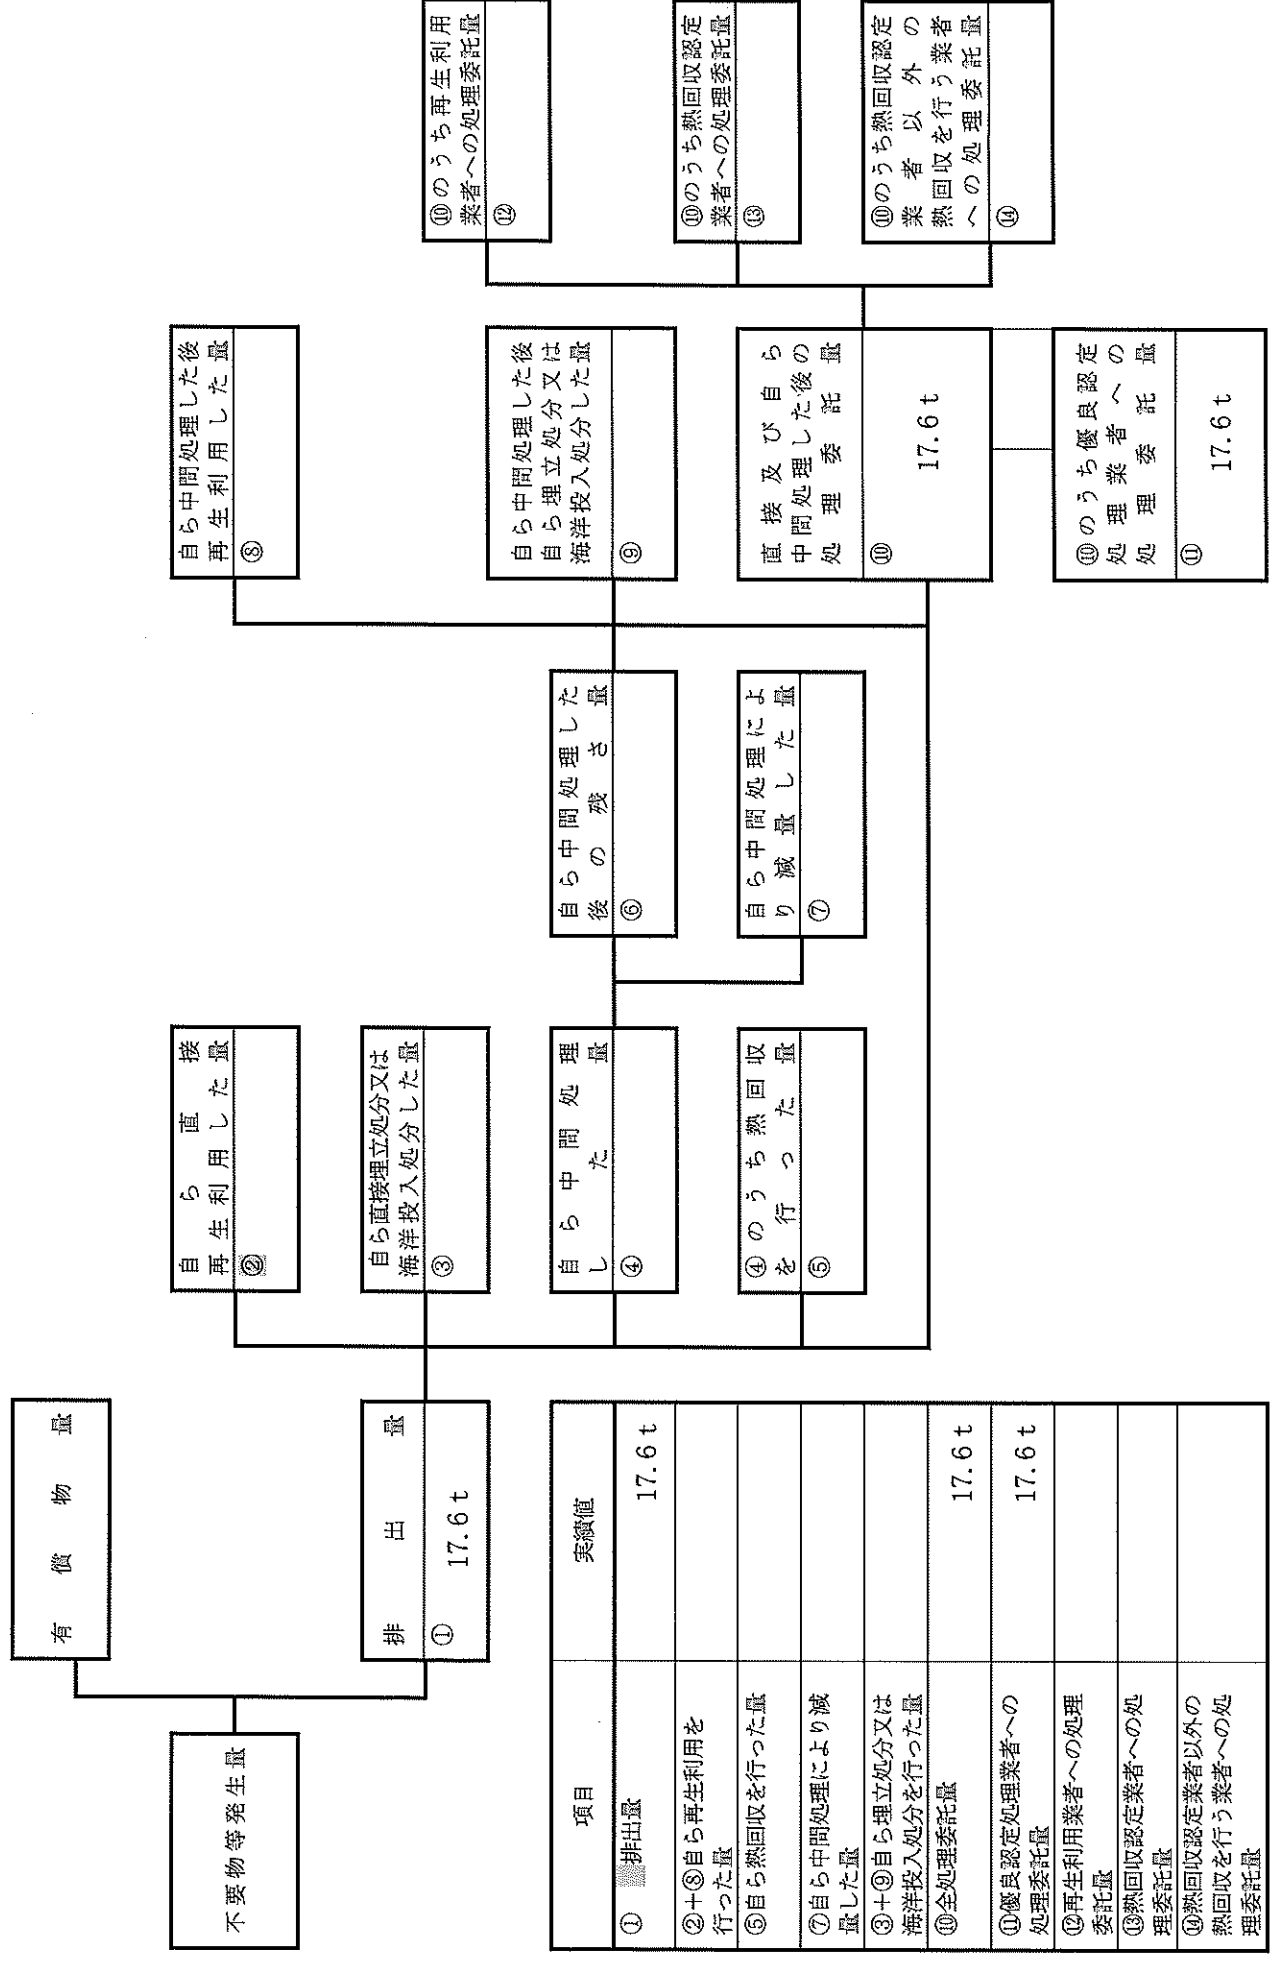 有償物量
不要物等発生量
排出量
① 17.6 t
自ら直接
再生利用した量
②
自ら直接埋立処分又は
海洋投入処分した量
③
自ら中間処理
した量
④
④のうち熱回収
を行った量
⑤
自ら中間処理した
後の残さ量
⑥
自ら中間処理によ
り減量した量
⑦
自ら中間処理した後
再生利用した量
⑧
自ら中間処理した後
自ら埋立処分又は
海洋投入処分した量
⑨
直接及び自ら
中間処理した後の
処理委託量
⑩ 17.6 t
⑩のうち優良認定
処理業者への
処理委託量
⑪ 17.6 t
⑩のうち再生利用
業者への処理委託量
⑫
⑩のうち熱回収認定
業者への処理委託量
⑬
⑩のうち熱回収認定
業者以外の
熱回収を行う業者
への処理委託量
⑭
項目 実績値
① 排出量 17.6 t
②+⑧自ら再生利用を
行った量
⑤自ら熱回収を行った量
⑦自ら中間処理により減
量した量
③+⑨自ら埋立処分又は
海洋投入処分を行った量
⑩全処理委託量 17.6 t
⑪優良認定処理業者への
処理委託量 17.6 t
⑫再生利用業者への処理
委託量
⑬熱回収認定業者への処
理委託量
⑭熱回収認定業者以外の
熱回収を行う業者への処
理委託量